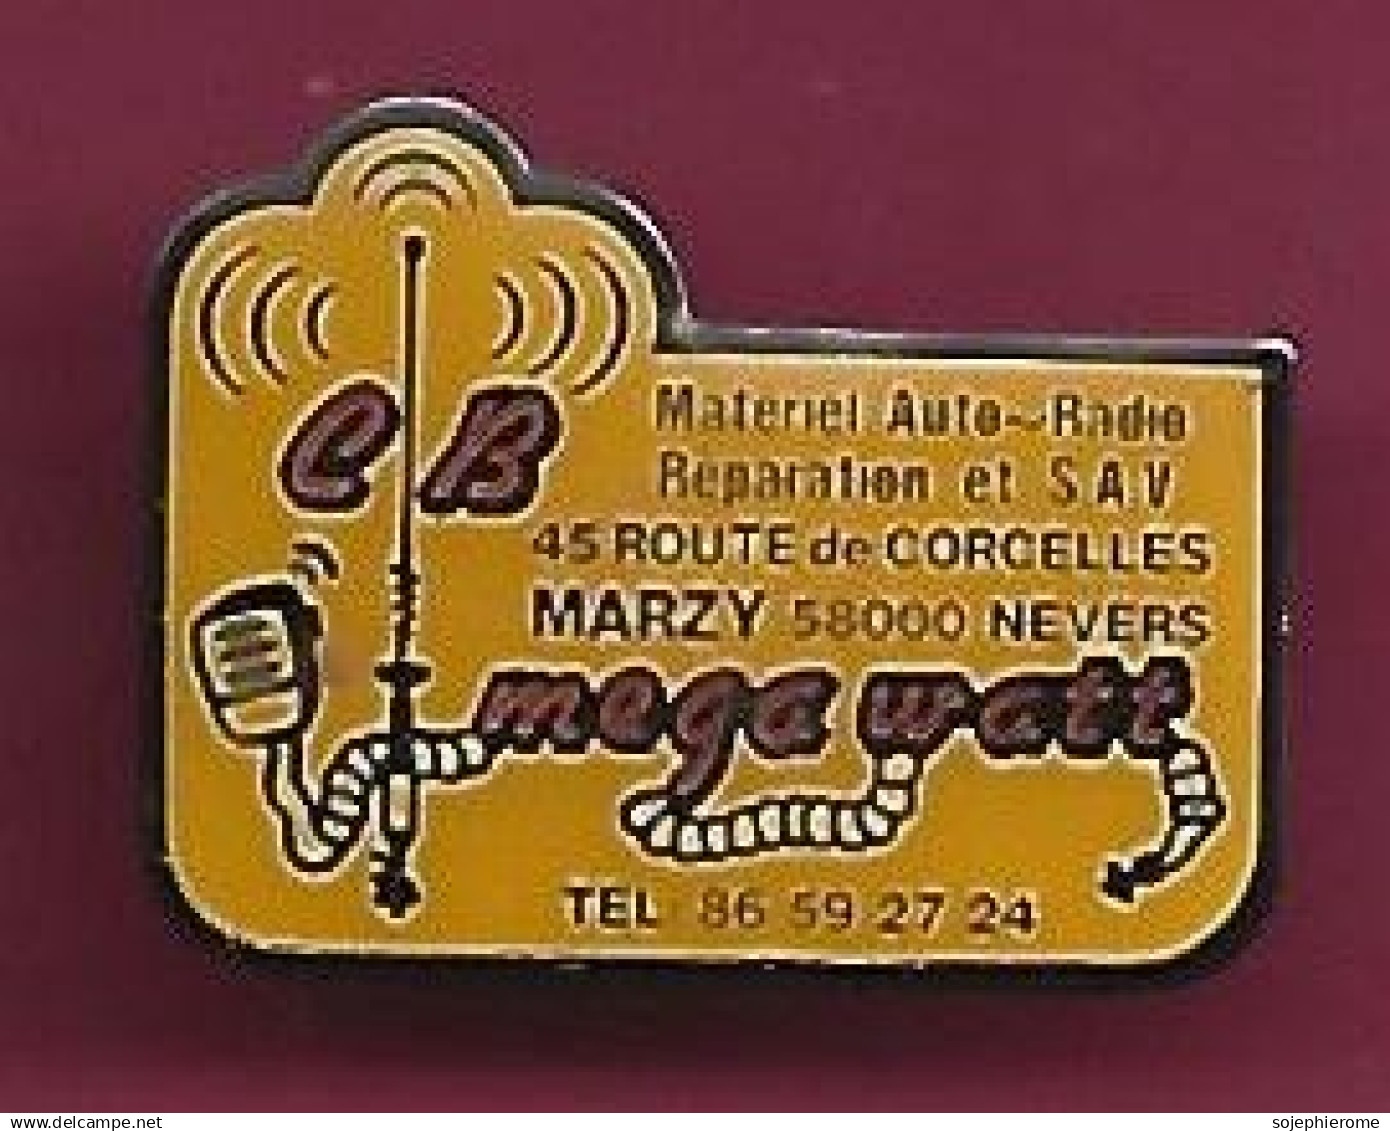 CB
Materiel Auto-Radio
Reparation et S.A.V
45 ROUTE de CORCELLES
MARZY 58000 NEVERS
mega watt
TEL 86 59 27 24
delcampe.net
sojephierome